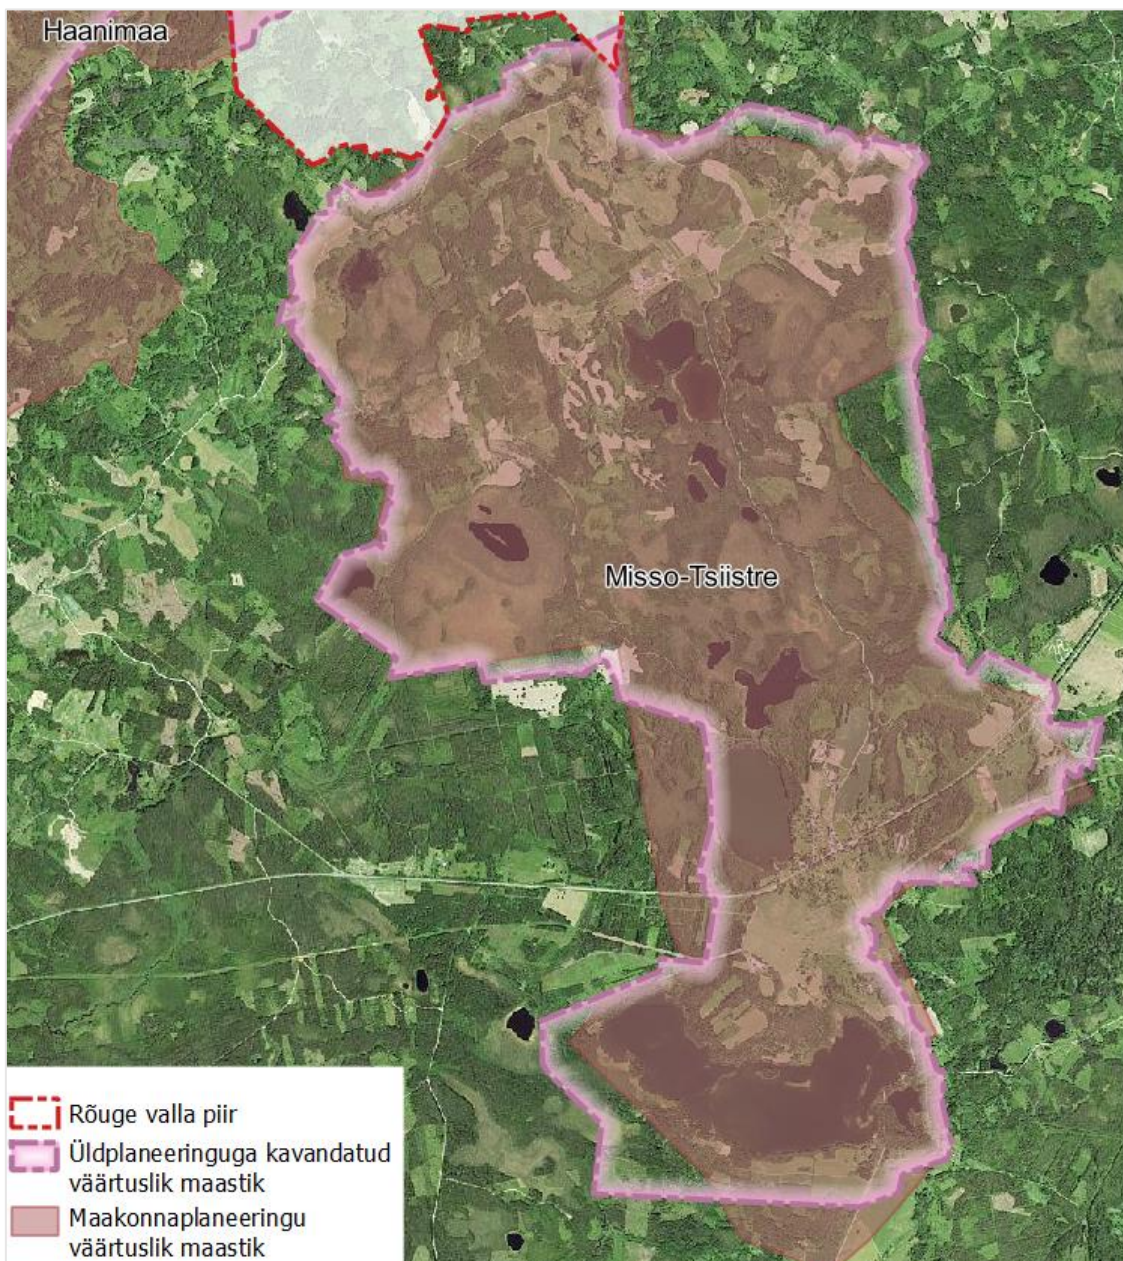 Haanimaa
Misso-Tsiistre
Rõuge valla piir
Üldplaneeringuga kavandatud
väärtuslik maastik
Maakonnaplaneeringu
väärtuslik maastik